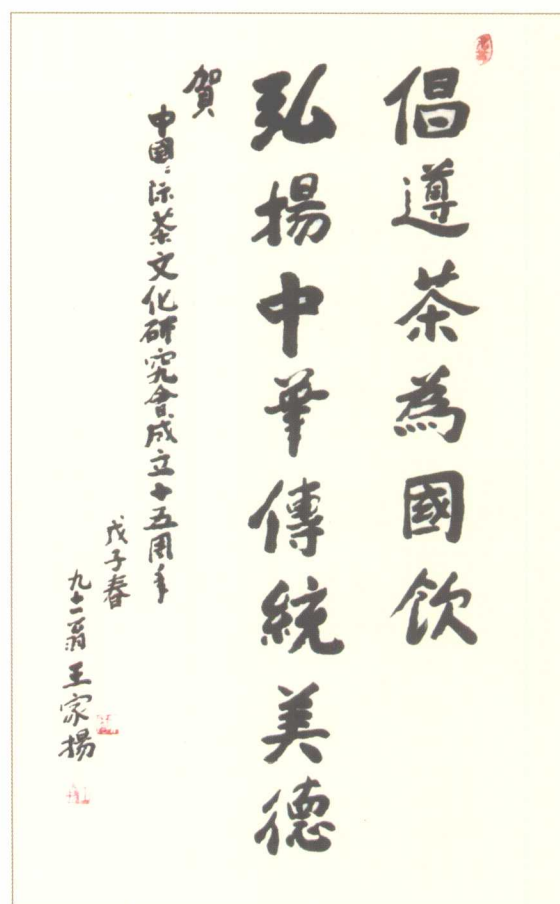 倡遵茶為國飲
弘揚中華傳統美德
賀
中國〻际茶文化研究會成立十五周年
戊子春
九十一翁王家揚